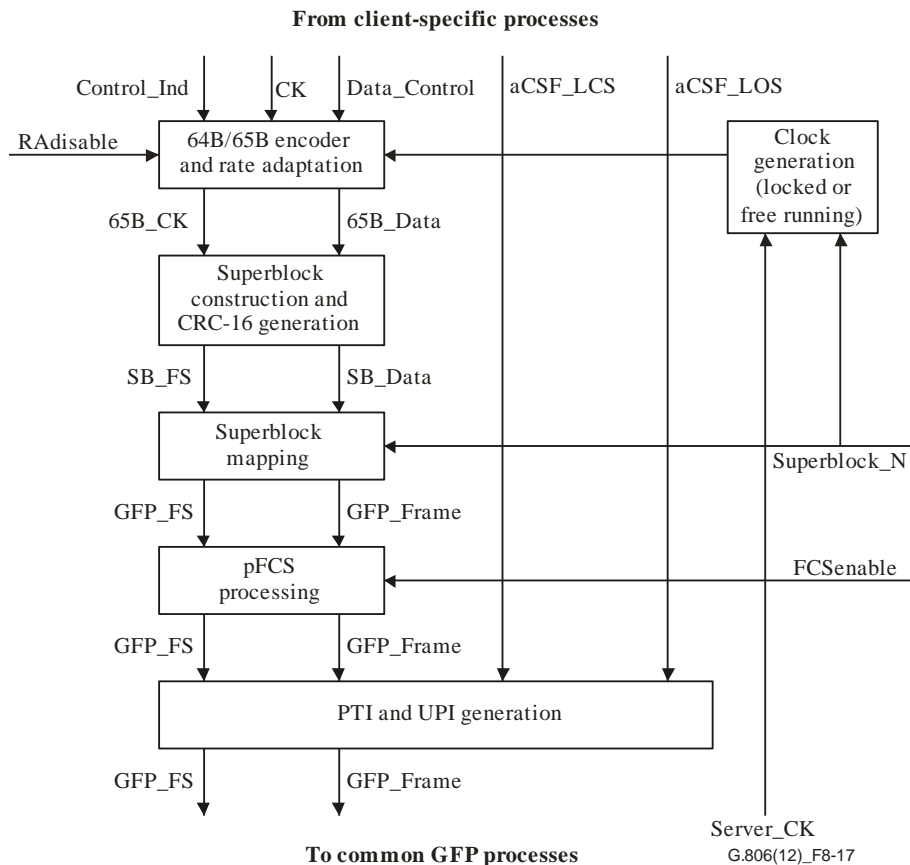 From client-specific processes
Control_Ind
CK
Data_Control
aCSF_LCS
aCSF_LOS
RAdisable
64B/65B encoder
and rate adaptation
Clock
generation
(locked or
free running)
65B_CK
65B_Data
Superblock
construction and
CRC-16 generation
SB_FS
SB_Data
Superblock
mapping
Superblock_N
GFP_FS
GFP_Frame
pFCS
processing
FCSenable
GFP_FS
GFP_Frame
PTI and UPI generation
GFP_FS
GFP_Frame
Server_CK
To common GFP processes
G.806(12)_F8-17